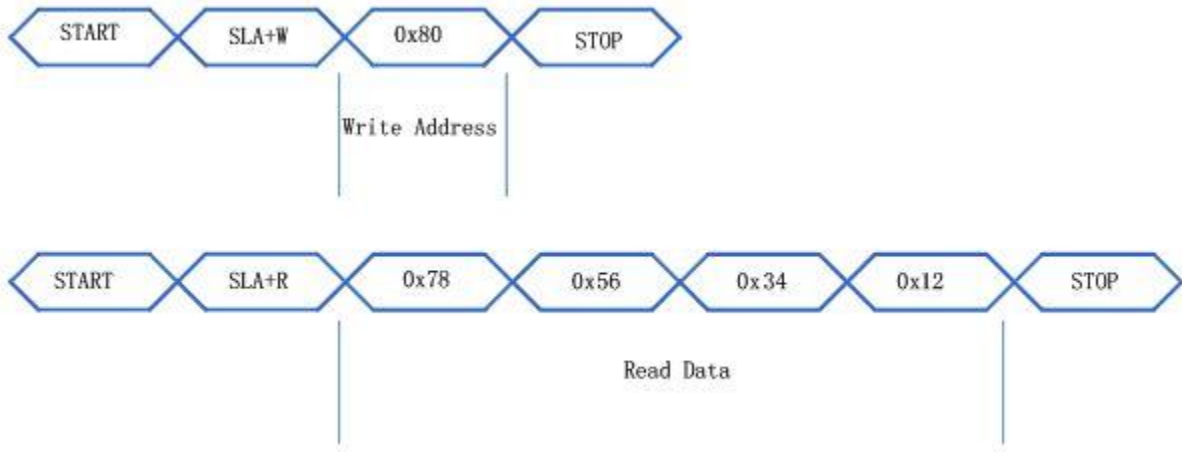 START SLA+W 0x80 STOP
Write Address
START SLA+R 0x78 0x56 0x34 0x12 STOP
Read Data